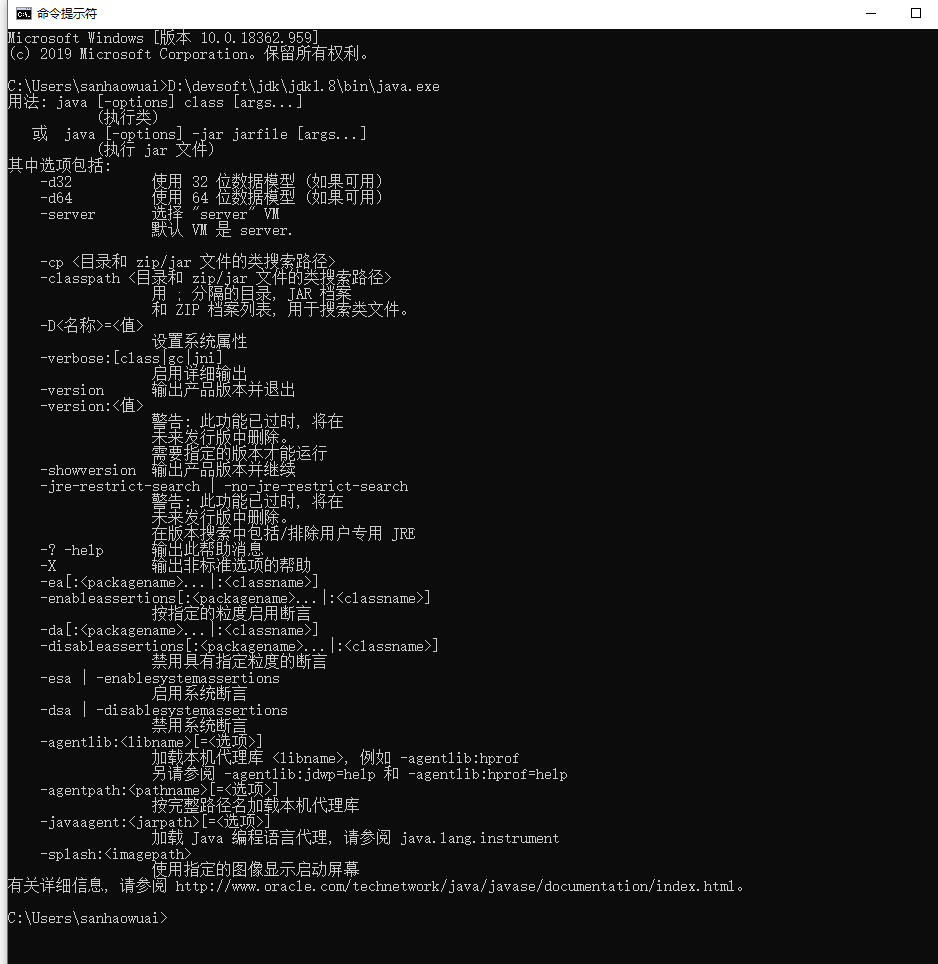 命令提示符
Microsoft Windows [版本 10.0.18362.959]
(c) 2019 Microsoft Corporation。保留所有权利。
C:\Users\sanhaowuai>D:\devsoft\jdk\jdk1.8\bin\java.exe
用法: java [-options] class [args...]
(执行类)
或 java [-options] -jar jarfile [args...]
(执行 jar 文件)
其中选项包括:
-d32 使用 32 位数据模型 (如果可用)
-d64 使用 64 位数据模型 (如果可用)
-server 选择 "server" VM
默认 VM 是 server.
-cp <目录和 zip/jar 文件的类搜索路径>
-classpath <目录和 zip/jar 文件的类搜索路径>
用 ; 分隔的目录, JAR 档案
和 ZIP 档案列表, 用于搜索类文件。
-D<名称>=<值>
设置系统属性
-verbose:[class|gc|jni]
启用详细输出
-version 输出产品版本并退出
-version:<值>
警告: 此功能已过时, 将在
未来发行版中删除。
需要指定的版本才能运行
-showversion 输出产品版本并继续
-jre-restrict-search | -no-jre-restrict-search
警告: 此功能已过时, 将在
未来发行版中删除。
在版本搜索中包括/排除用户专用 JRE
-? -help 输出此帮助消息
-X 输出非标准选项的帮助
-ea[:<packagename>...|:<classname>]
-enableassertions[:<packagename>...|:<classname>]
按指定的粒度启用断言
-da[:<packagename>...|:<classname>]
-disableassertions[:<packagename>...|:<classname>]
禁用具有指定粒度的断言
-esa | -enablesystemassertions
启用系统断言
-dsa | -disablesystemassertions
禁用系统断言
-agentlib:<libname>[=<选项>]
加载本机代理库 <libname>, 例如 -agentlib:hprof
另请参阅 -agentlib:jdwp=help 和 -agentlib:hprof=help
-agentpath:<pathname>[=<选项>]
按完整路径名加载本机代理库
-javaagent:<jarpath>[=<选项>]
加载 Java 编程语言代理, 请参阅 java.lang.instrument
-splash:<imagepath>
使用指定的图像显示启动屏幕
有关详细信息, 请参阅 http://www.oracle.com/technetwork/java/javase/documentation/index.html。
C:\Users\sanhaowuai>